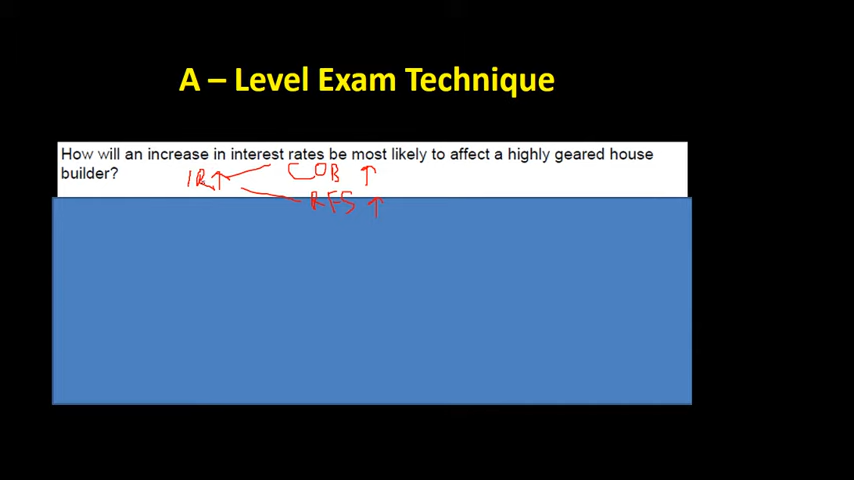 A – Level Exam Technique
How will an increase in interest rates be most likely to affect a highly geared house
builder?
IR↑ COB ↑
RFS ↑